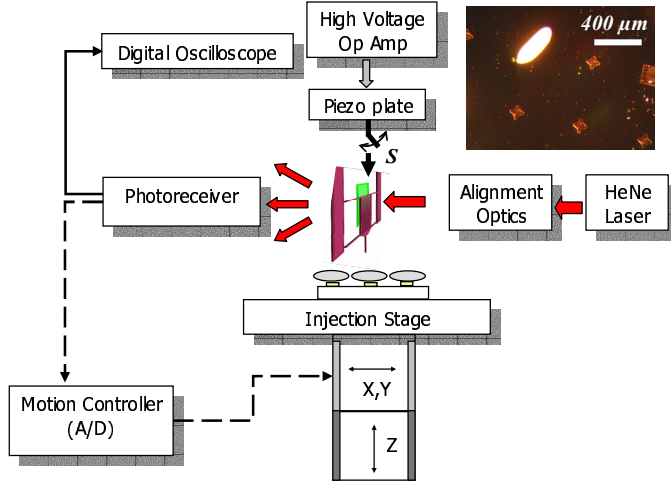 High Voltage
Op Amp
400 µm
Digital Oscilloscope
Piezo plate
S
Photoreceiver
Alignment
Optics
HeNe
Laser
Injection Stage
X,Y
Motion Controller
(A/D)
Z